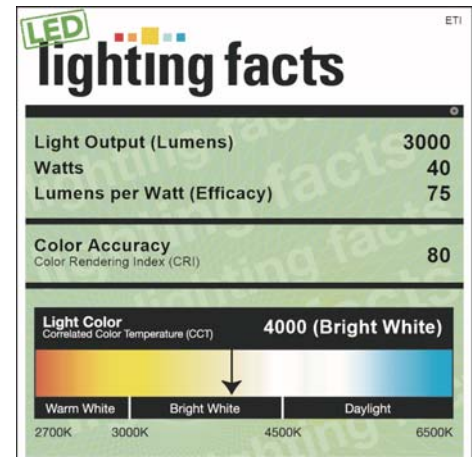 ETI
LED
lighting facts
Light Output (Lumens) 3000
Watts 40
Lumens per Watt (Efficacy) 75
Color Accuracy
Color Rendering Index (CRI) 80
Light Color
Correlated Color Temperature (CCT) 4000 (Bright White)
Warm White Bright White Daylight
2700K 3000K 4500K 6500K